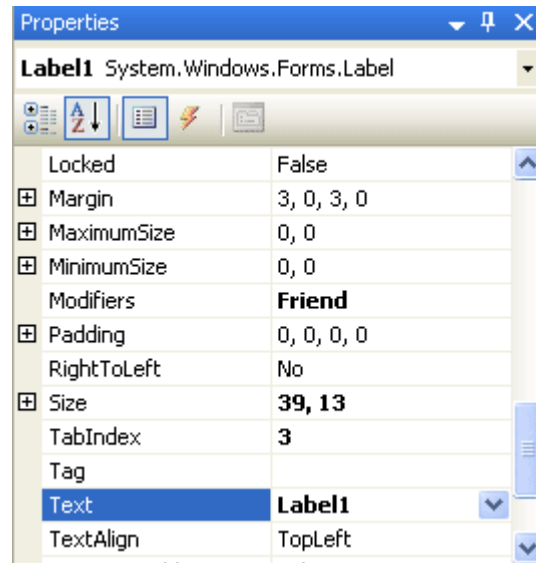 Properties
Label1 System.Windows.Forms.Label
Locked False
Margin 3, 0, 3, 0
MaximumSize 0, 0
MinimumSize 0, 0
Modifiers Friend
Padding 0, 0, 0, 0
RightToLeft No
Size 39, 13
TabIndex 3
Tag
Text Label1
TextAlign TopLeft